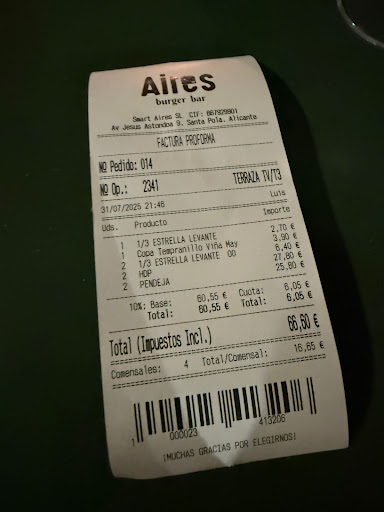 Aires
burger bar
Smart Aires SL CIF: B67929901
Av Jesus Astondoa 9, Santa Pola. Alicante
FACTURA PROFORMA
Nº Pedido: 014
Nº Op.: 2341 TERRAZA TV/T3
31/07/2025 21:46 Luis
Uds. Producto Importe
1 1/3 ESTRELLA LEVANTE 2,70 €
1 Copa Tempranillo Viña May 3,90 €
2 1/3 ESTRELLA LEVANTE 00 6,40 €
2 HDP 27,80 €
2 PENDEJA 25,80 €
10%: Base: 60,55 € Cuota: 6,05 €
Total: 60,55 € Total: 6,05 €
Total (Impuestos Incl.) 66,60 €
Comensales: 4 Total/Comensal: 16,65 €
1 000023 413206
¡MUCHAS GRACIAS POR ELEGIRNOS!